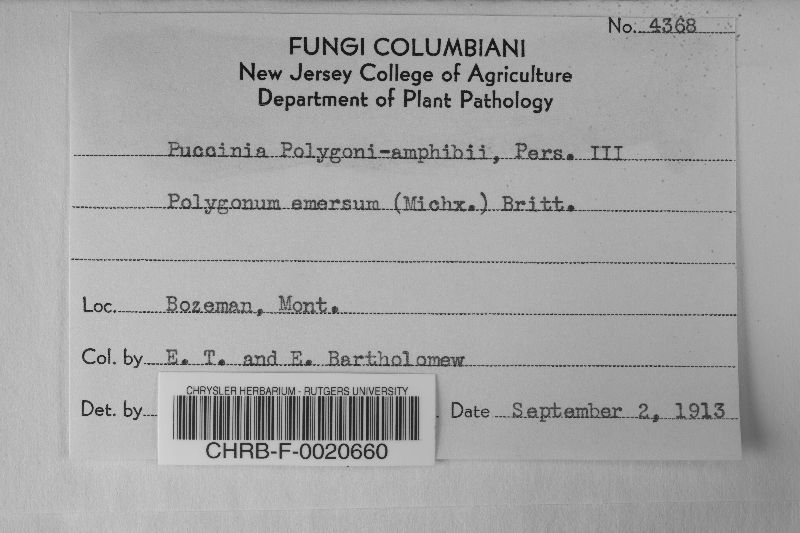 No. 4368
FUNGI COLUMBIANI
New Jersey College of Agriculture
Department of Plant Pathology
Puccinia Polygoni-amphibii, Pers. III
Polygonum emersum (Michx.) Britt.
Loc. Bozeman, Mont.
Col. by E. T. and E. Bartholomew
Det. by
Date September 2, 1913
CHRYSLER HERBARIUM - RUTGERS UNIVERSITY
CHRB-F-0020660